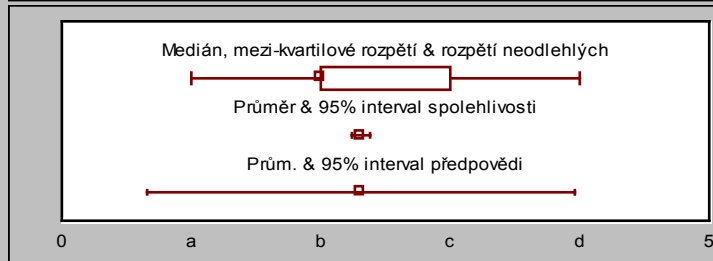 Medián, mezi-kvartilové rozpětí & rozpětí neodlehlých
Průměr & 95% interval spolehlivosti
Prům. & 95% interval předpovědi
0 a b c d 5